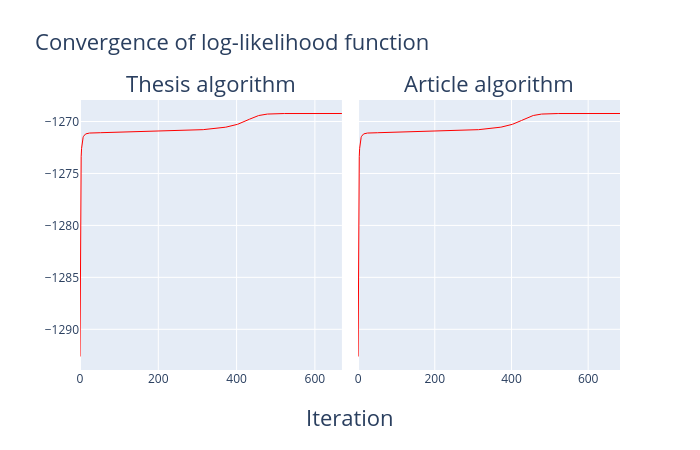 Convergence of log-likelihood function
Thesis algorithm
Article algorithm
−1270
−1275
−1280
−1285
−1290
0 200 400 600
0 200 400 600
Iteration